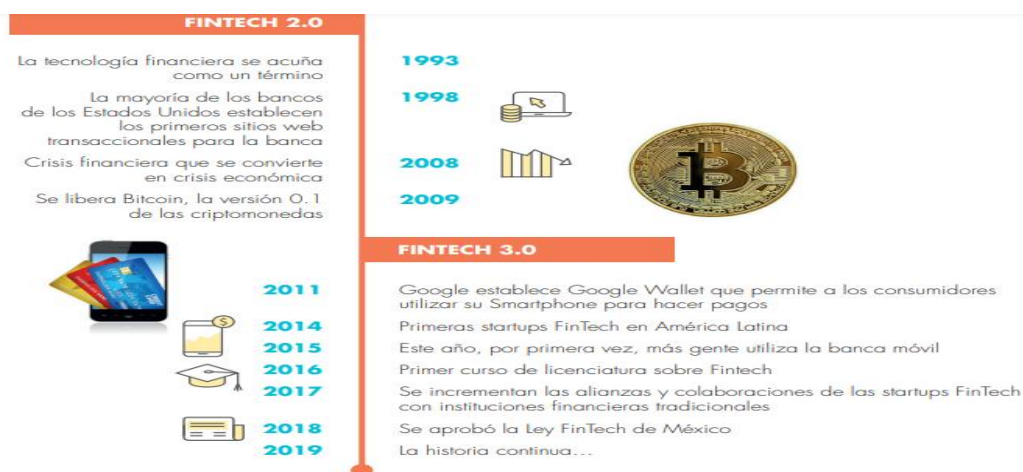 FINTECH 2.0
La tecnología financiera se acuña
como un término
1993
La mayoría de los bancos
de los Estados Unidos establecen
los primeros sitios web
transaccionales para la banca
1998
Crisis financiera que se convierte
en crisis económica
2008
Se libera Bitcoin, la versión 0.1
de las criptomonedas
2009
FINTECH 3.0
2011
Google establece Google Wallet que permite a los consumidores
utilizar su Smartphone para hacer pagos
2014
Primeras startups FinTech en América Latina
2015
Este año, por primera vez, más gente utiliza la banca móvil
2016
Primer curso de licenciatura sobre Fintech
2017
Se incrementan las alianzas y colaboraciones de las startups FinTech
con instituciones financieras tradicionales
2018
Se aprobó la Ley FinTech de México
2019
La historia continua...